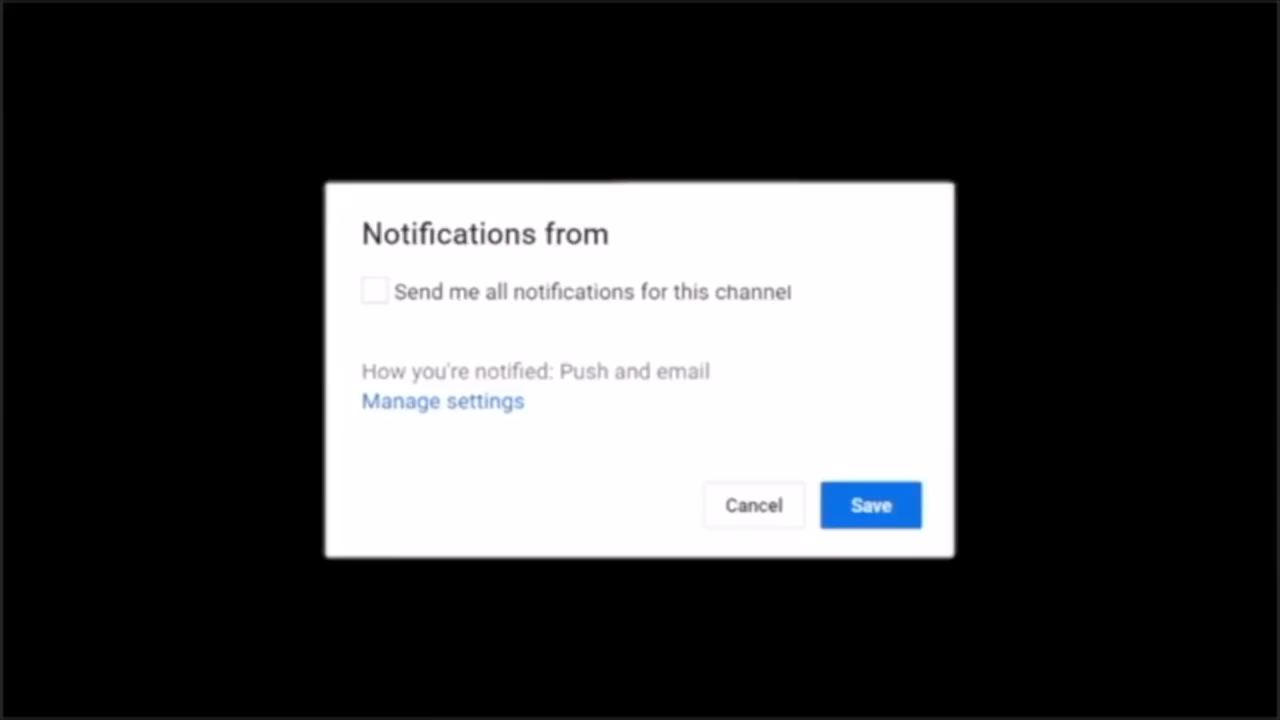 Notifications from
Send me all notifications for this channel
How you're notified: Push and email
Manage settings
Cancel Save